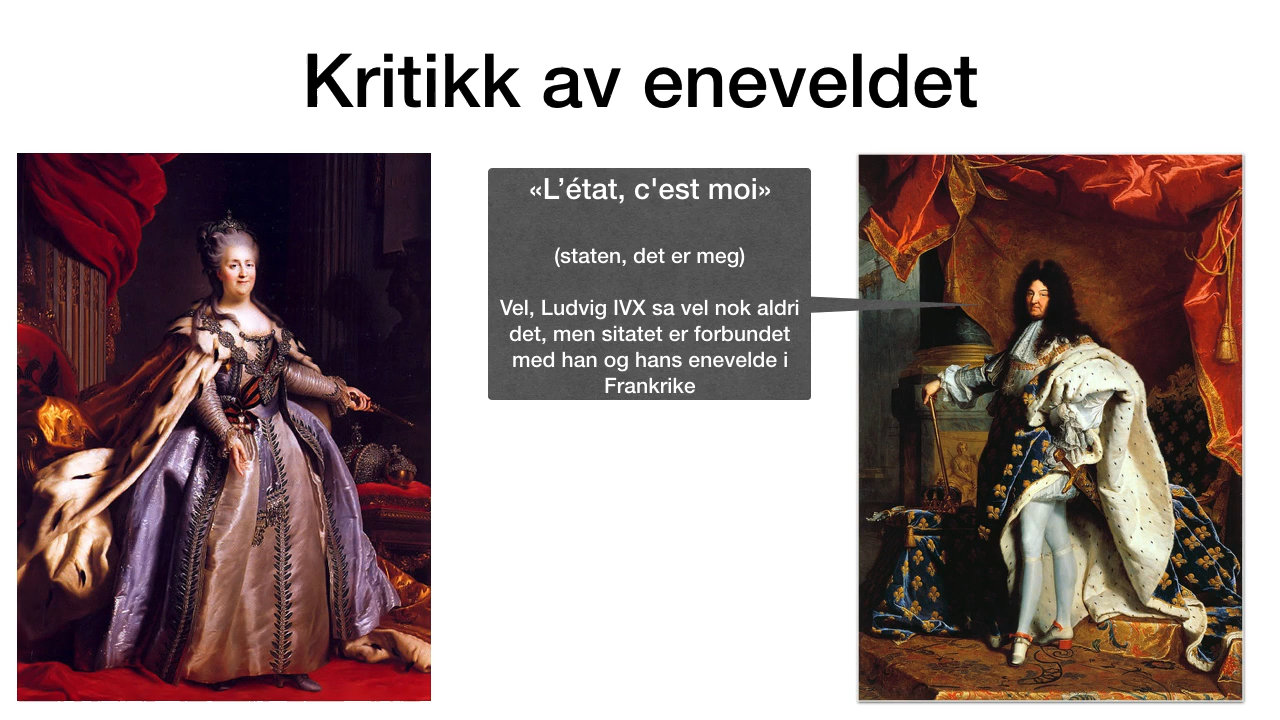 Kritikk av eneveldet
«L’état, c'est moi»
(staten, det er meg)
Vel, Ludvig IVX sa vel nok aldri
det, men sitatet er forbundet
med han og hans enevelde i
Frankrike